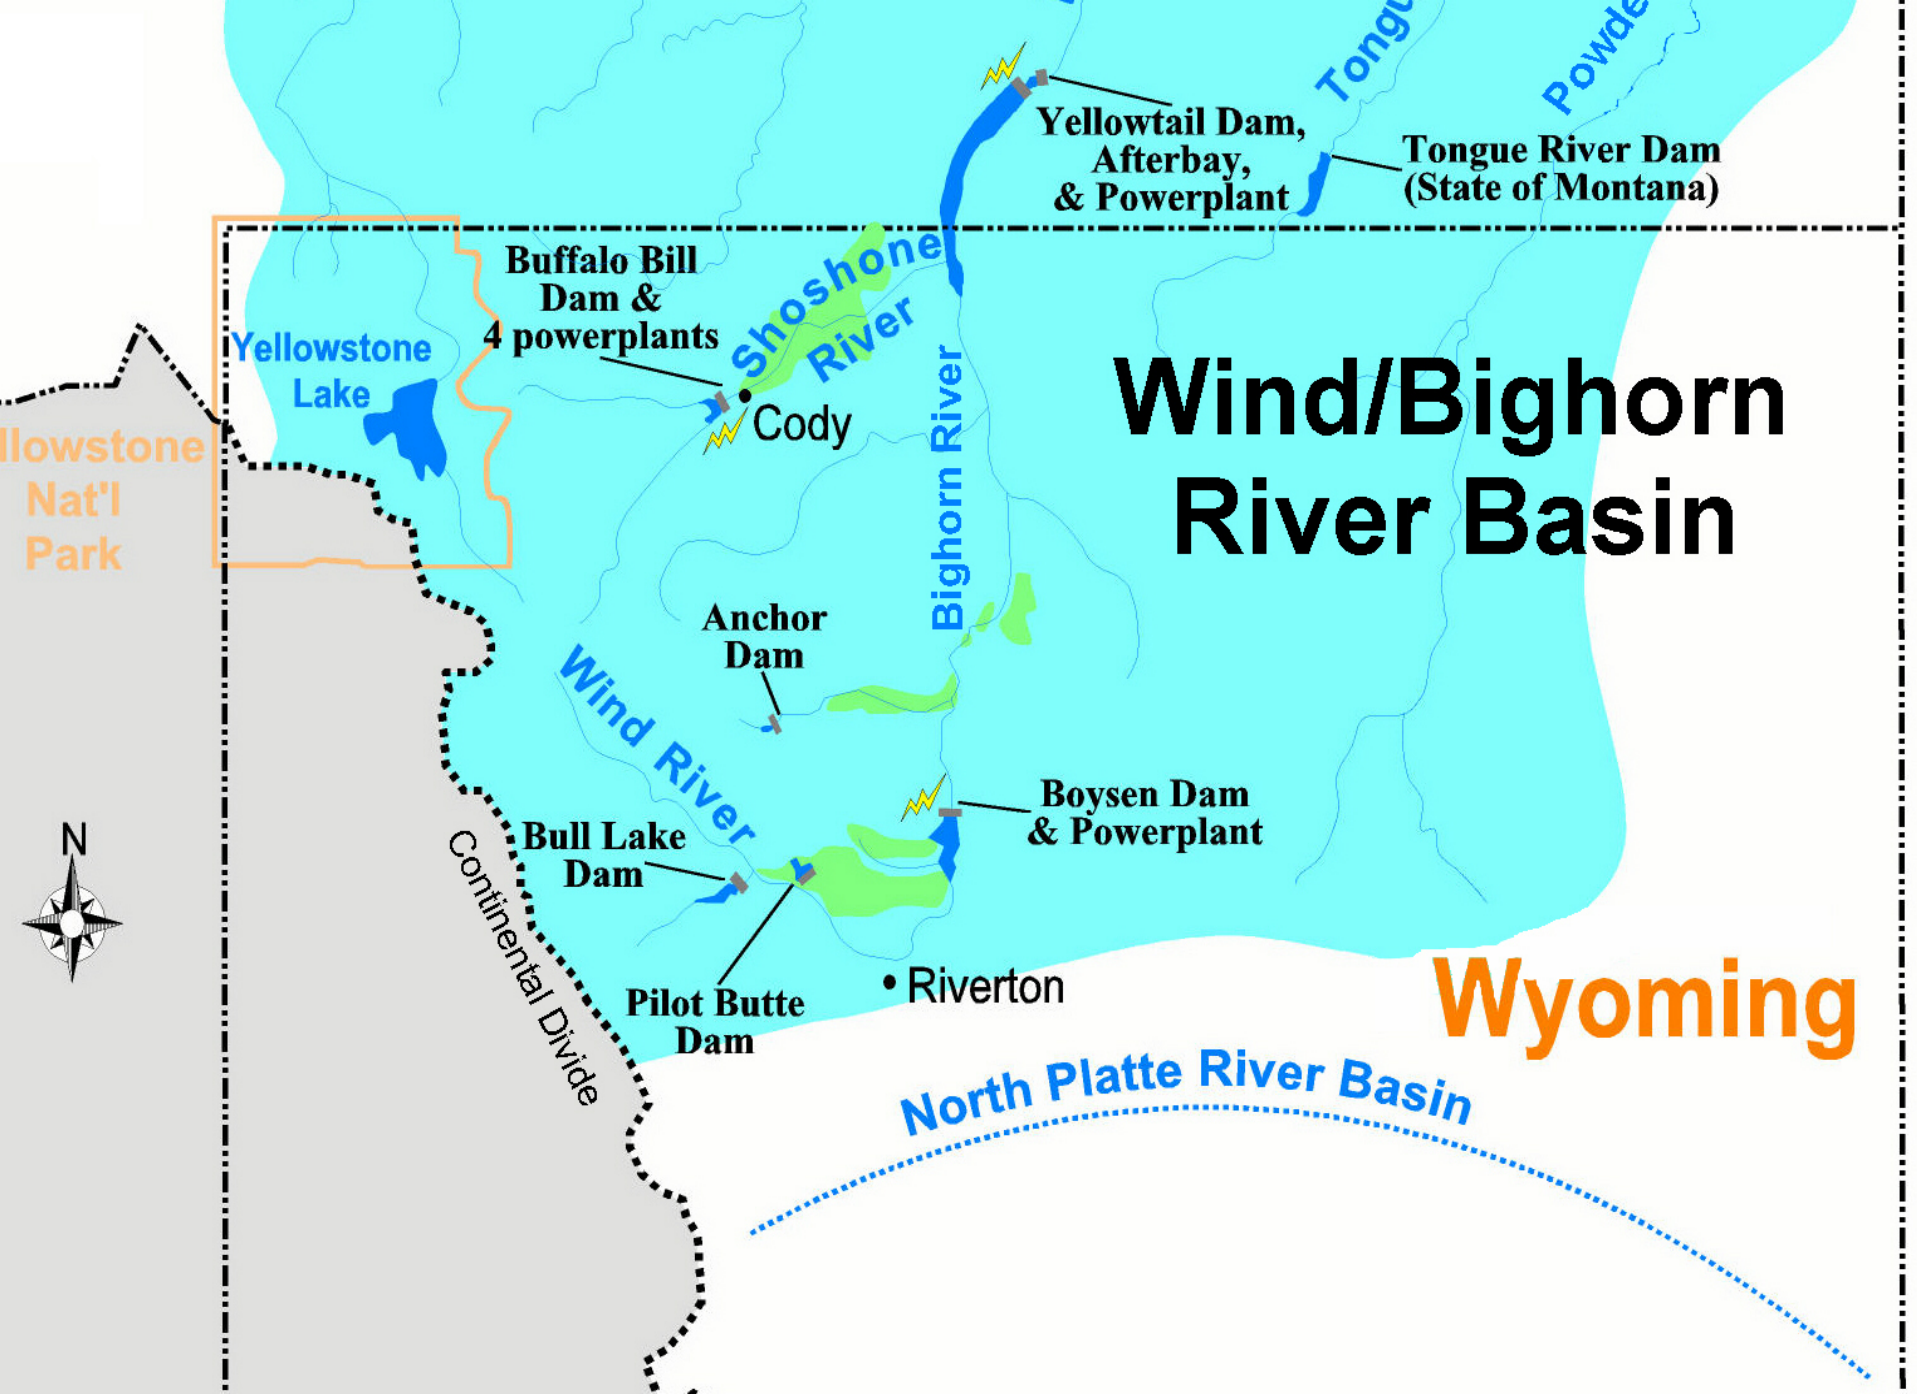 Tongu
Powde
Yellowtail Dam,
Afterbay,
& Powerplant
Tongue River Dam
(State of Montana)
Buffalo Bill
Dam &
4 powerplants
Shoshone
River
Yellowstone
Lake
Cody
Bighorn River
Wind/Bighorn
River Basin
llowstone
Nat'l
Park
Anchor
Dam
Wind River
Boysen Dam
& Powerplant
Bull Lake
Dam
N
Continental Divide
Pilot Butte
Dam
Riverton
Wyoming
North Platte River Basin